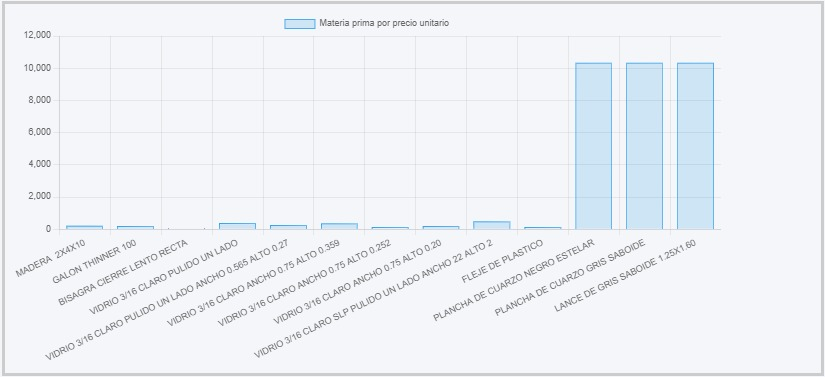 Materia prima por precio unitario
12,000
10,000
8,000
6,000
4,000
2,000
0
MADERA 2X4X10
GALON THINNER 100
BISAGRA CIERRE LENTO RECTA
VIDRIO 3/16 CLARO PULIDO UN LADO
VIDRIO 3/16 CLARO PULIDO UN LADO ANCHO 0.565 ALTO 0.27
VIDRIO 3/16 CLARO ANCHO 0.75 ALTO 0.359
VIDRIO 3/16 CLARO ANCHO 0.75 ALTO 0.252
VIDRIO 3/16 CLARO ANCHO 0.75 ALTO 0.20
VIDRIO 3/16 CLARO SLP PULIDO UN LADO ANCHO 22 ALTO 2
FLEJE DE PLASTICO
PLANCHA DE CUARZO NEGRO ESTELAR
PLANCHA DE CUARZO GRIS SABOIDE
LANCE DE GRIS SABOIDE 1.25X1.60